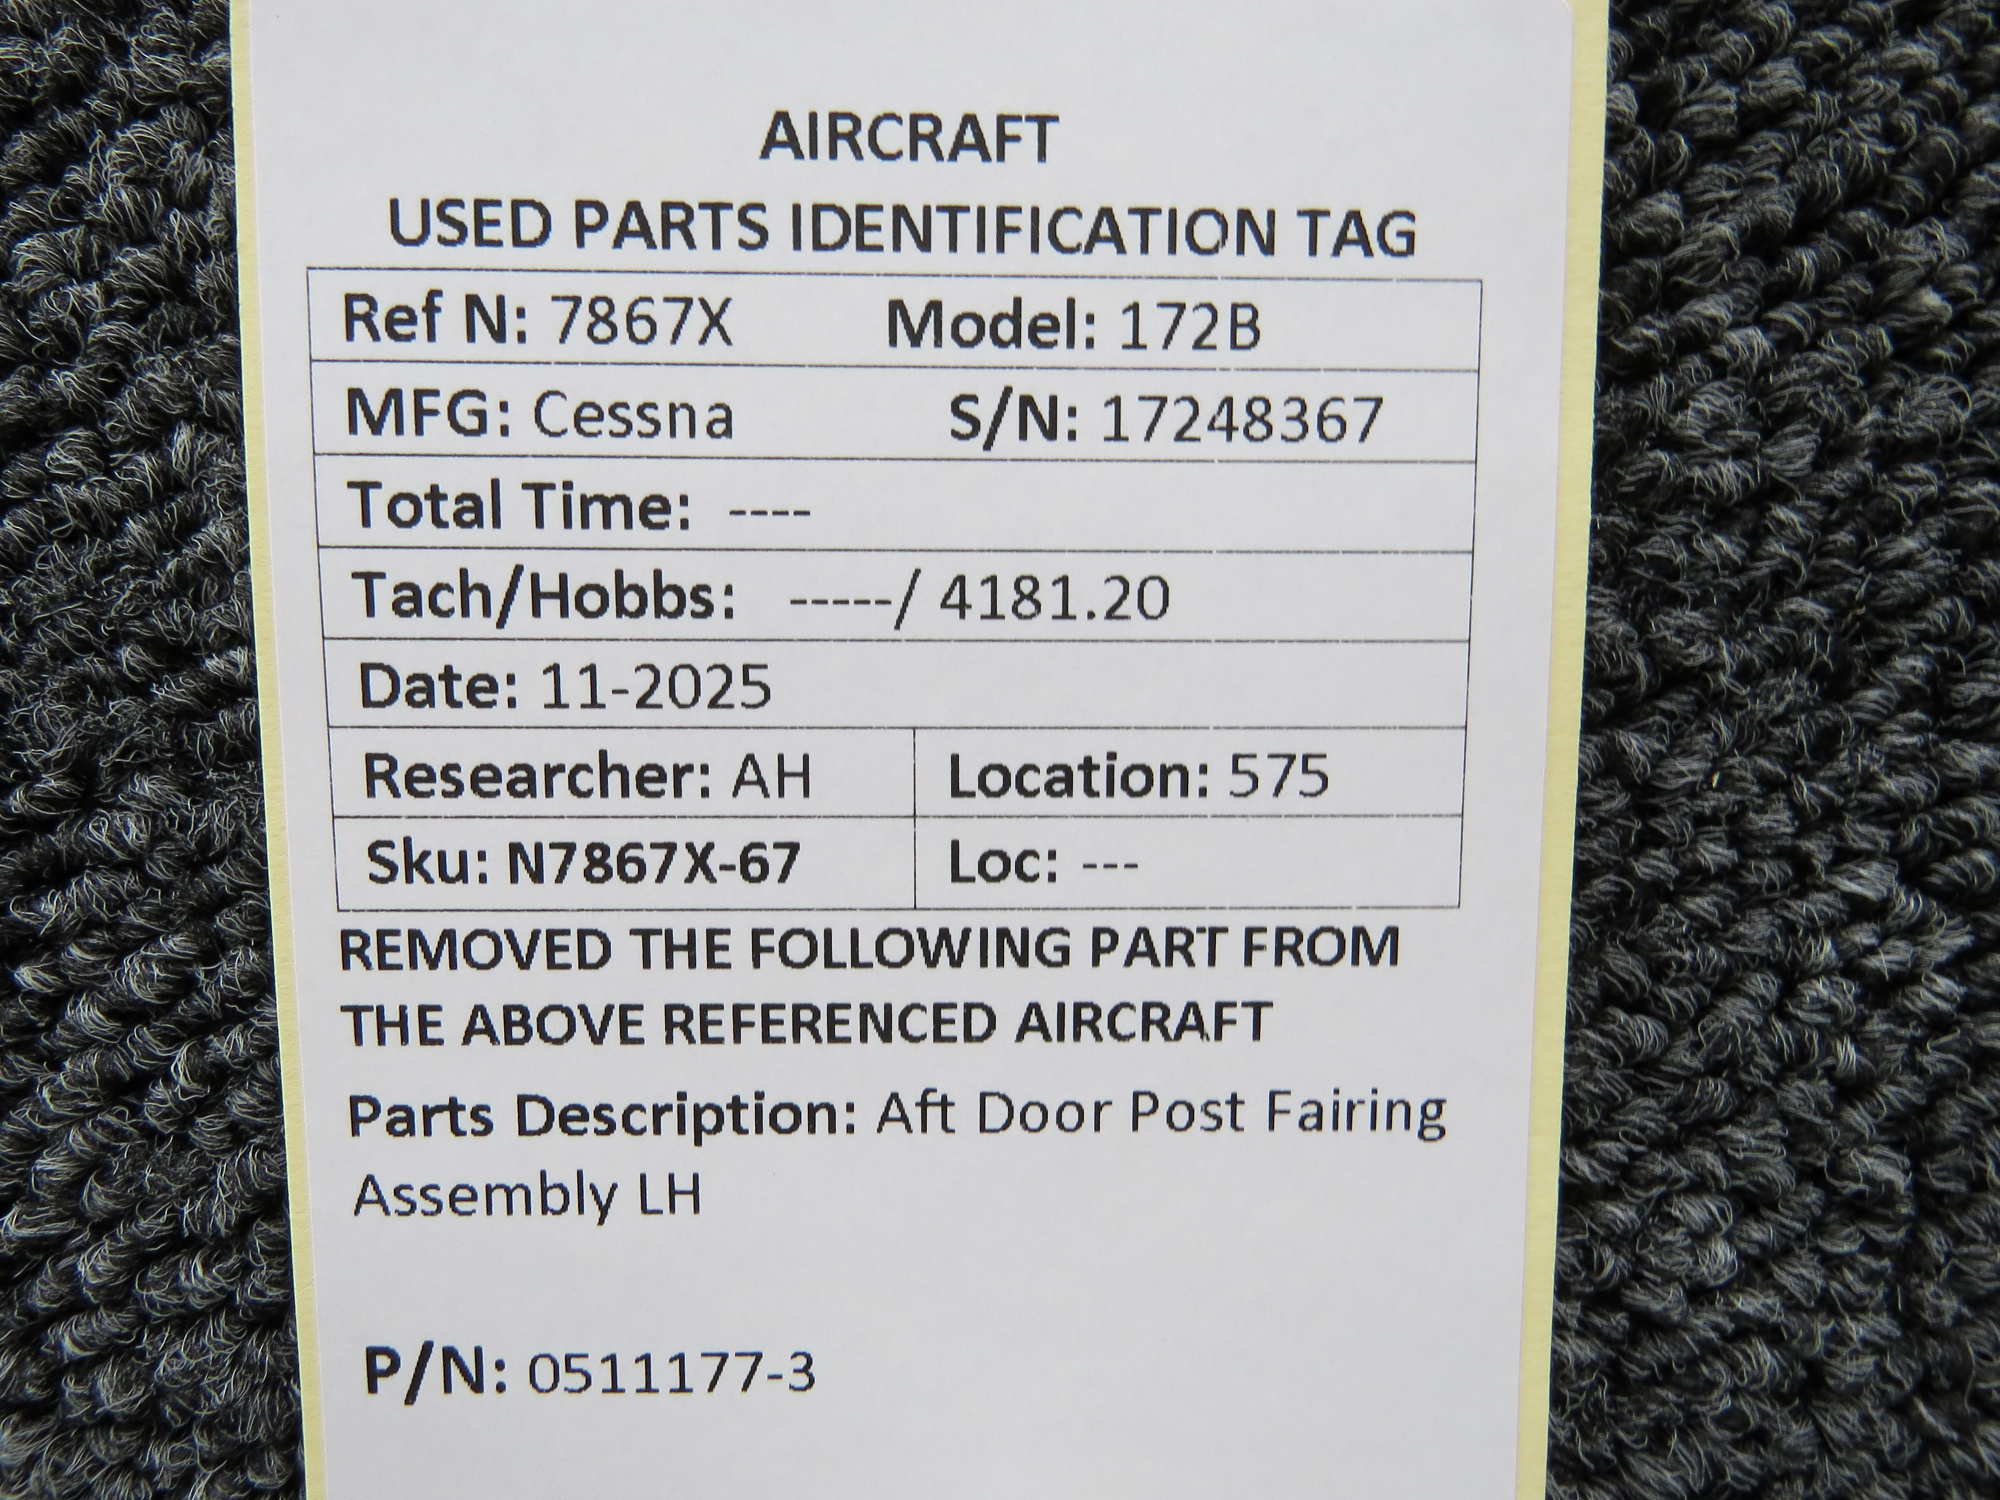 AIRCRAFT
USED PARTS IDENTIFICATION TAG
Ref N: 7867X Model: 172B
MFG: Cessna S/N: 17248367
Total Time: ----
Tach/Hobbs: -----/ 4181.20
Date: 11-2025
Researcher: AH Location: 575
Sku: N7867X-67 Loc: ---
REMOVED THE FOLLOWING PART FROM
THE ABOVE REFERENCED AIRCRAFT
Parts Description: Aft Door Post Fairing
Assembly LH
P/N: 0511177-3